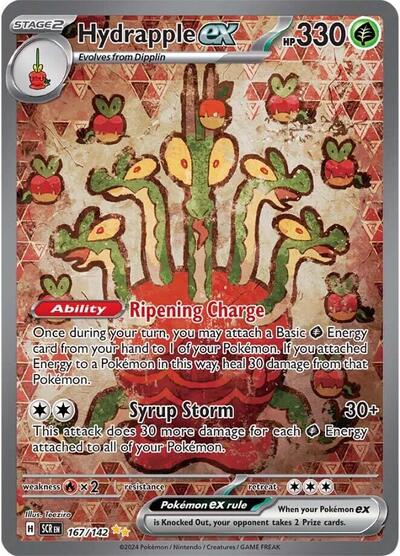 STAGE 2 Hydrapple ex HP 330
Evolves from Dipplin
Ability Ripening Charge
Once during your turn, you may attach a Basic Energy
card from your hand to 1 of your Pokémon. If you attached
Energy to a Pokémon in this way, heal 30 damage from that
Pokémon.
Syrup Storm 30+
This attack does 30 more damage for each Energy
attached to all of your Pokémon.
weakness ×2 resistance retreat
Illus. Teeziro
Pokémon ex rule When your Pokémon ex
is Knocked Out, your opponent takes 2 Prize cards.
H SCR EN 167/142
©2024 Pokémon / Nintendo / Creatures / GAME FREAK